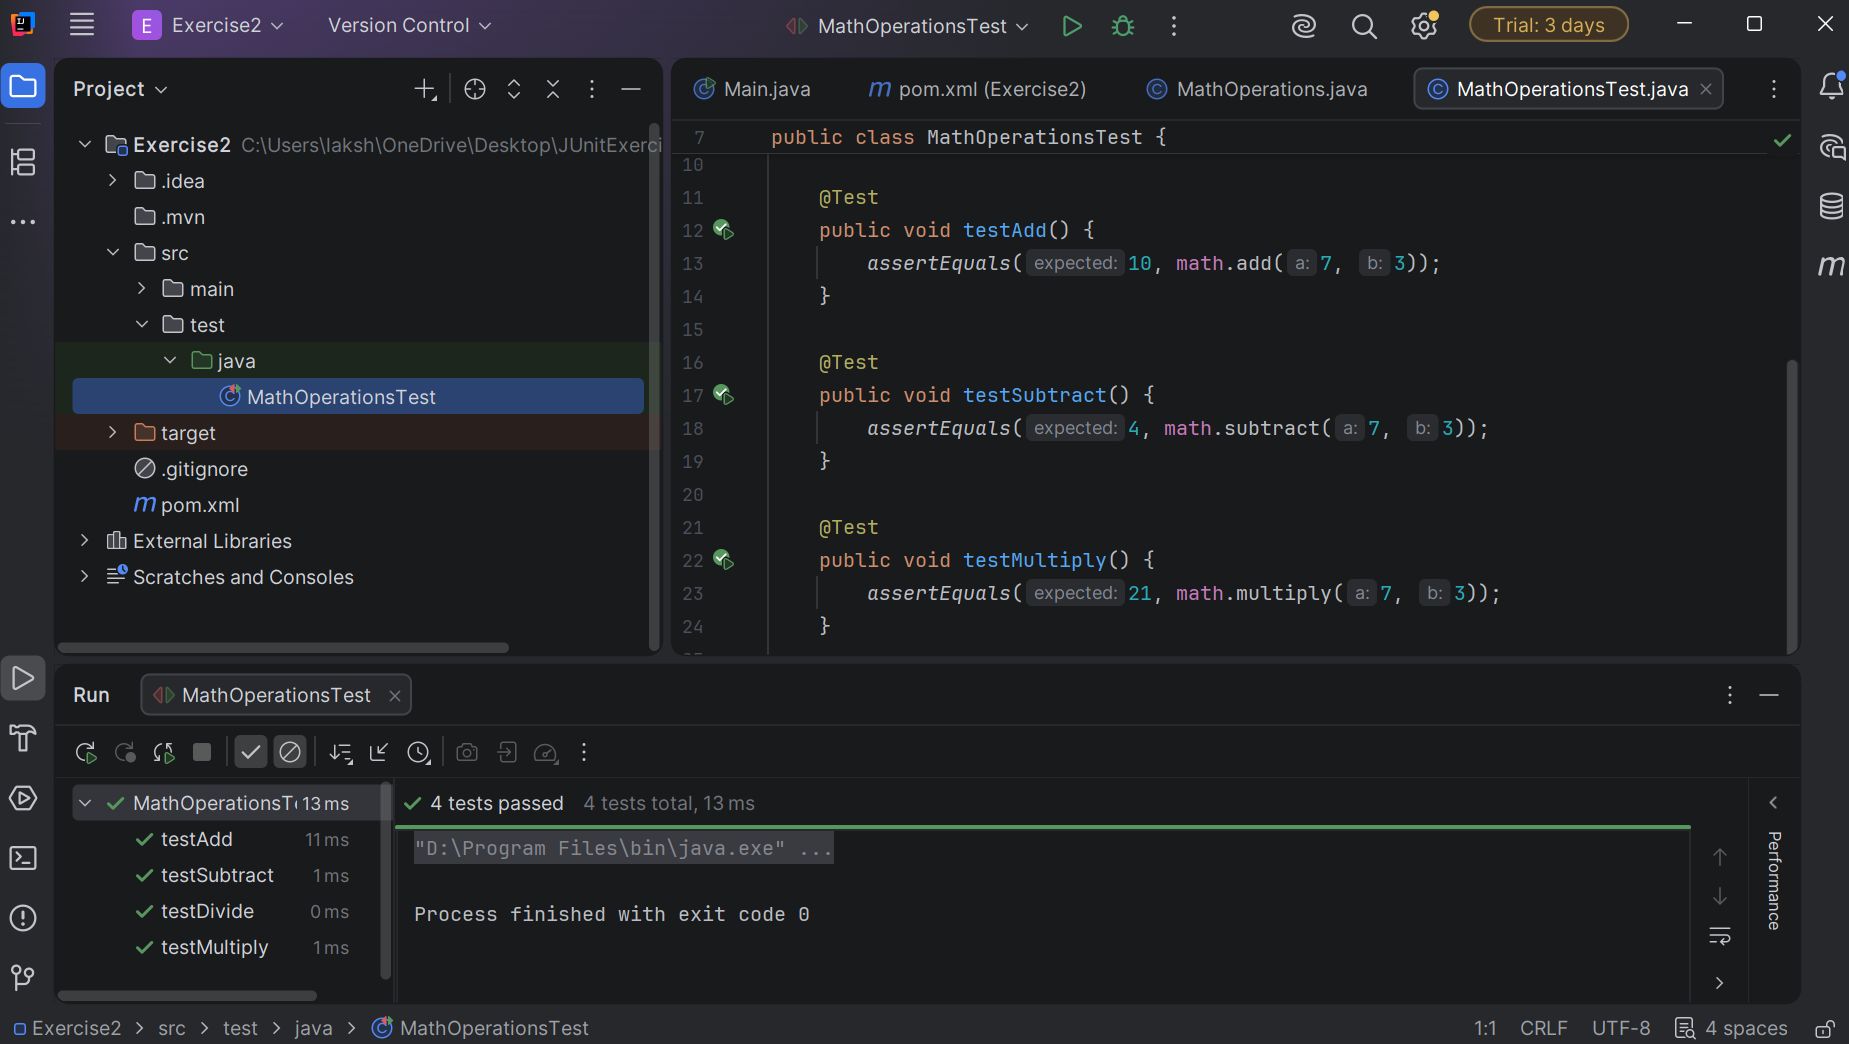 E Exercise2 Version Control MathOperationsTest Trial: 3 days
Project
Exercise2 C:\Users\laksh\OneDrive\Desktop\JUnitExerci
.idea
.mvn
src
main
test
java
MathOperationsTest
target
.gitignore
m pom.xml
External Libraries
Scratches and Consoles
Main.java m pom.xml (Exercise2) MathOperations.java MathOperationsTest.java
7 public class MathOperationsTest {
10
11 @Test
12 public void testAdd() {
13 assertEquals( expected: 10, math.add( a: 7, b: 3));
14 }
15
16 @Test
17 public void testSubtract() {
18 assertEquals( expected: 4, math.subtract( a: 7, b: 3));
19 }
20
21 @Test
22 public void testMultiply() {
23 assertEquals( expected: 21, math.multiply( a: 7, b: 3));
24 }
m
Run MathOperationsTest
MathOperationsT 13 ms
testAdd 11 ms
testSubtract 1 ms
testDivide 0 ms
testMultiply 1 ms
4 tests passed 4 tests total, 13 ms
"D:\Program Files\bin\java.exe" ...
Process finished with exit code 0
Performance
Exercise2 > src > test > java > MathOperationsTest
1:1 CRLF UTF-8 4 spaces